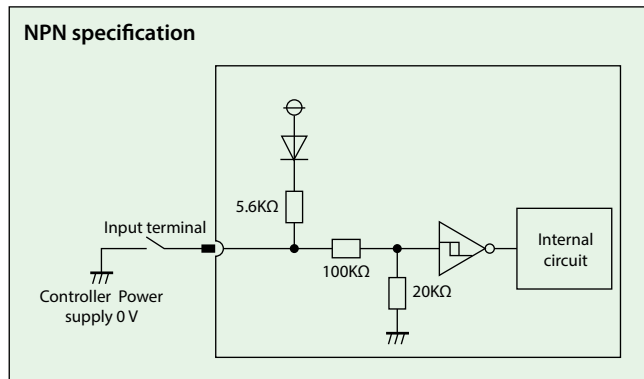 NPN specification
5.6KΩ
Input terminal
100KΩ
20KΩ
Internal
circuit
Controller Power
supply 0 V